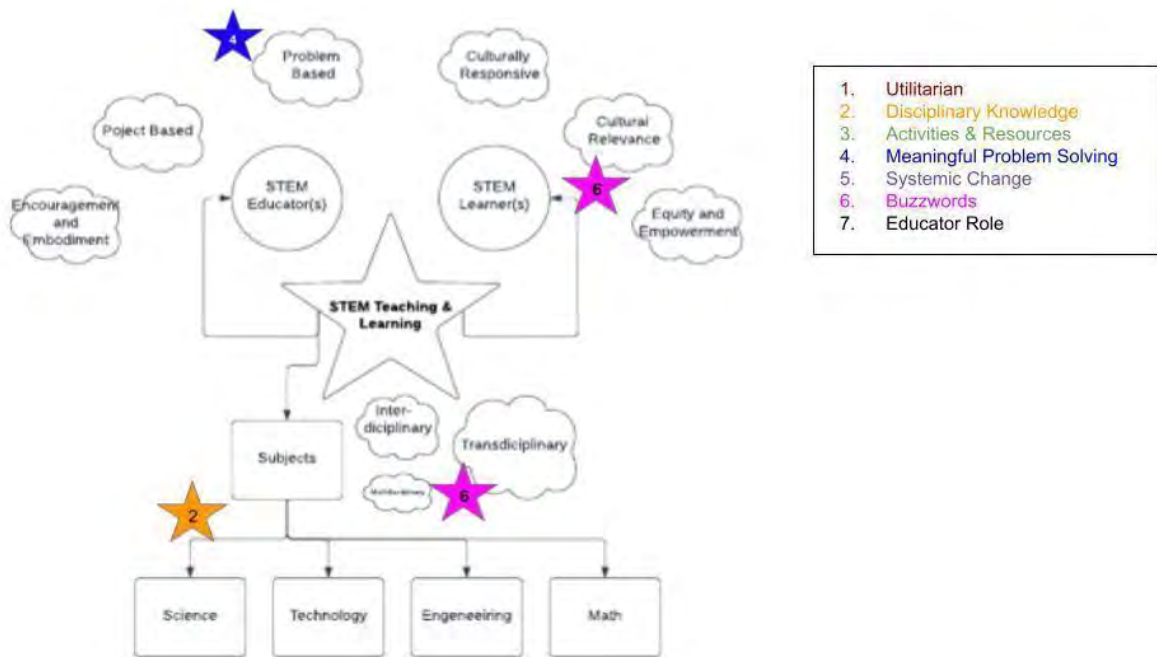 4
Problem
Based
Culturally
Responsive
Poject Based
Cultural
Relevance
6
STEM
Educator(s)
STEM
Learner(s)
Encouragement
and
Embodiment
Equity and
Empowerment
STEM Teaching &
Learning
Inter-
diciplinary
Transdiciplinary
Subjects
6
2
Science
Technology
Engeneeiring
Math
1. Utilitarian
2. Disciplinary Knowledge
3. Activities & Resources
4. Meaningful Problem Solving
5. Systemic Change
6. Buzzwords
7. Educator Role